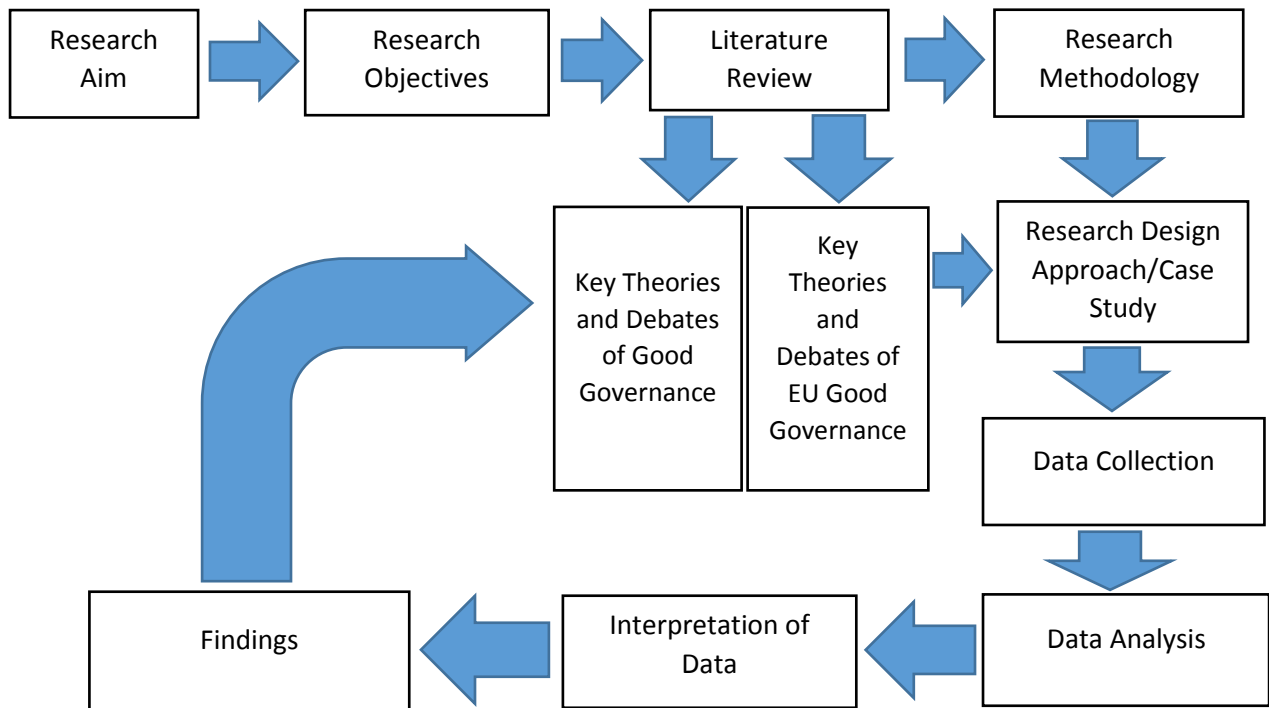 Research
Aim
Research
Objectives
Literature
Review
Research
Methodology
Key Theories
and Debates
of Good
Governance
Key
Theories
and
Debates of
EU Good
Governance
Research Design
Approach/Case
Study
Data Collection
Findings
Interpretation of
Data
Data Analysis